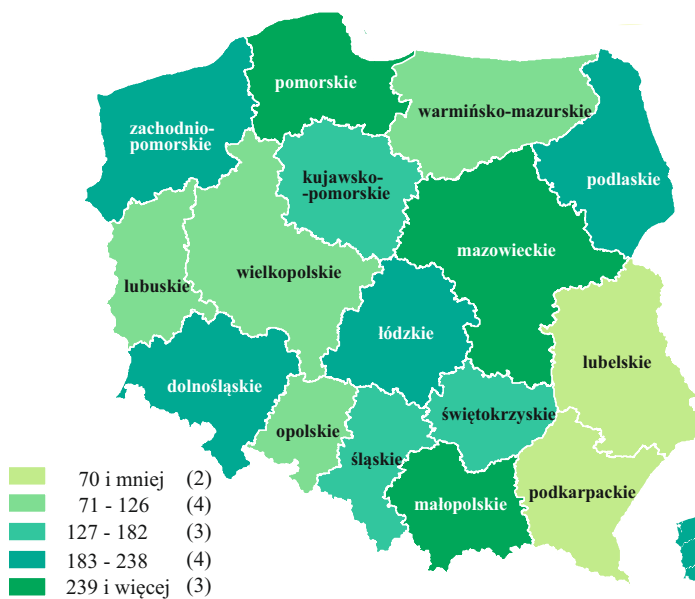 pomorskie
warmińsko-mazurskie
zachodnio-
pomorskie
kujawsko-
-pomorskie
podlaskie
mazowieckie
wielkopolskie
lubuskie
łódzkie
lubelskie
dolnośląskie
świętokrzyskie
opolskie
śląskie
podkarpackie
małopolskie
70 i mniej (2)
71 - 126 (4)
127 - 182 (3)
183 - 238 (4)
239 i więcej (3)